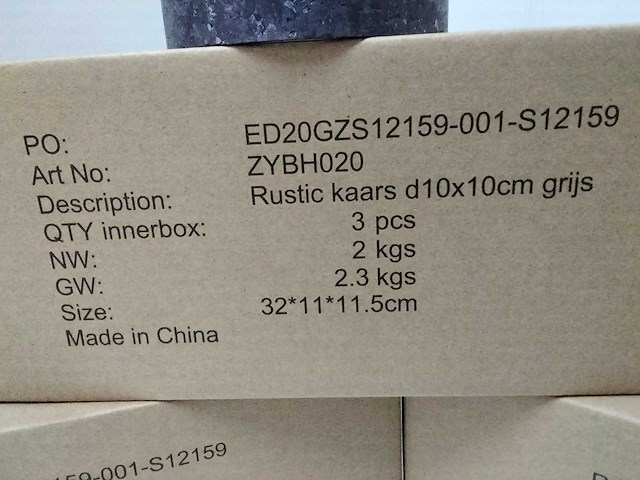 PO: ED20GZS12159-001-S12159
Art No: ZYBH020
Description: Rustic kaars d10x10cm grijs
QTY innerbox: 3 pcs
NW: 2 kgs
GW: 2.3 kgs
Size: 32*11*11.5cm
Made in China
159-001-S12159